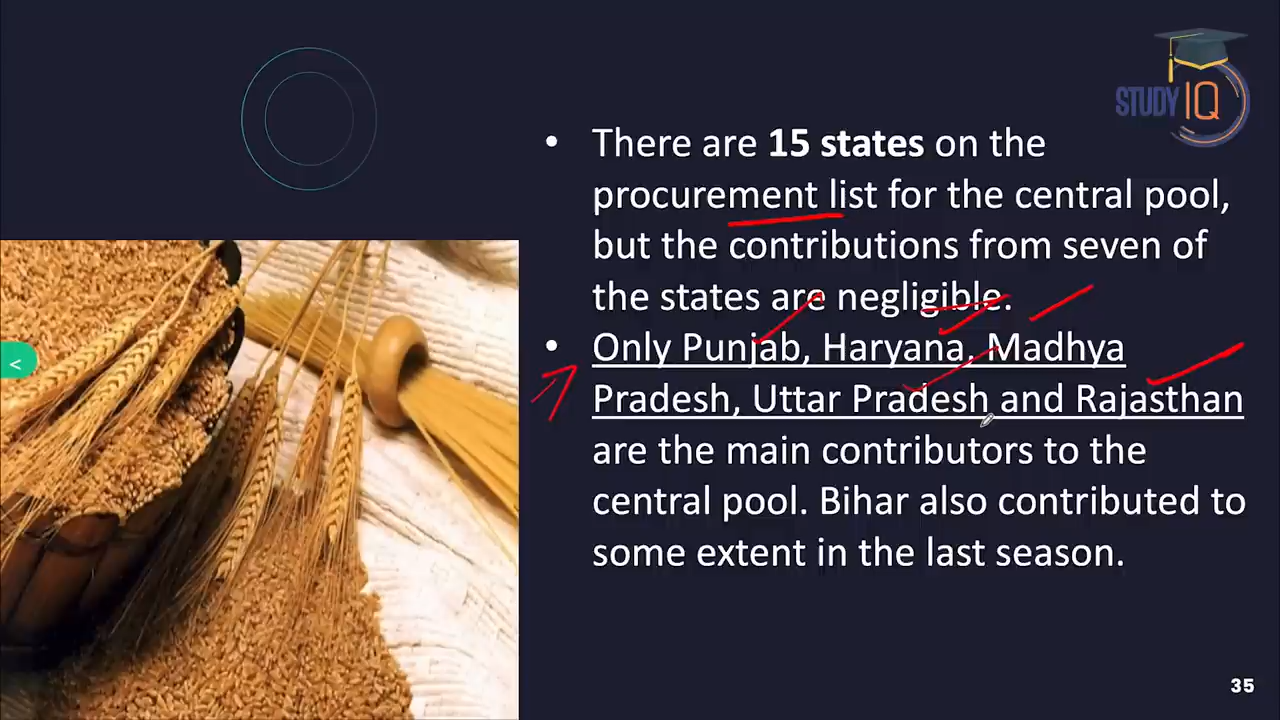 STUDY IQ
• There are 15 states on the
procurement list for the central pool,
but the contributions from seven of
the states are negligible.
• Only Punjab, Haryana, Madhya
Pradesh, Uttar Pradesh and Rajasthan
are the main contributors to the
central pool. Bihar also contributed to
some extent in the last season.
<
35